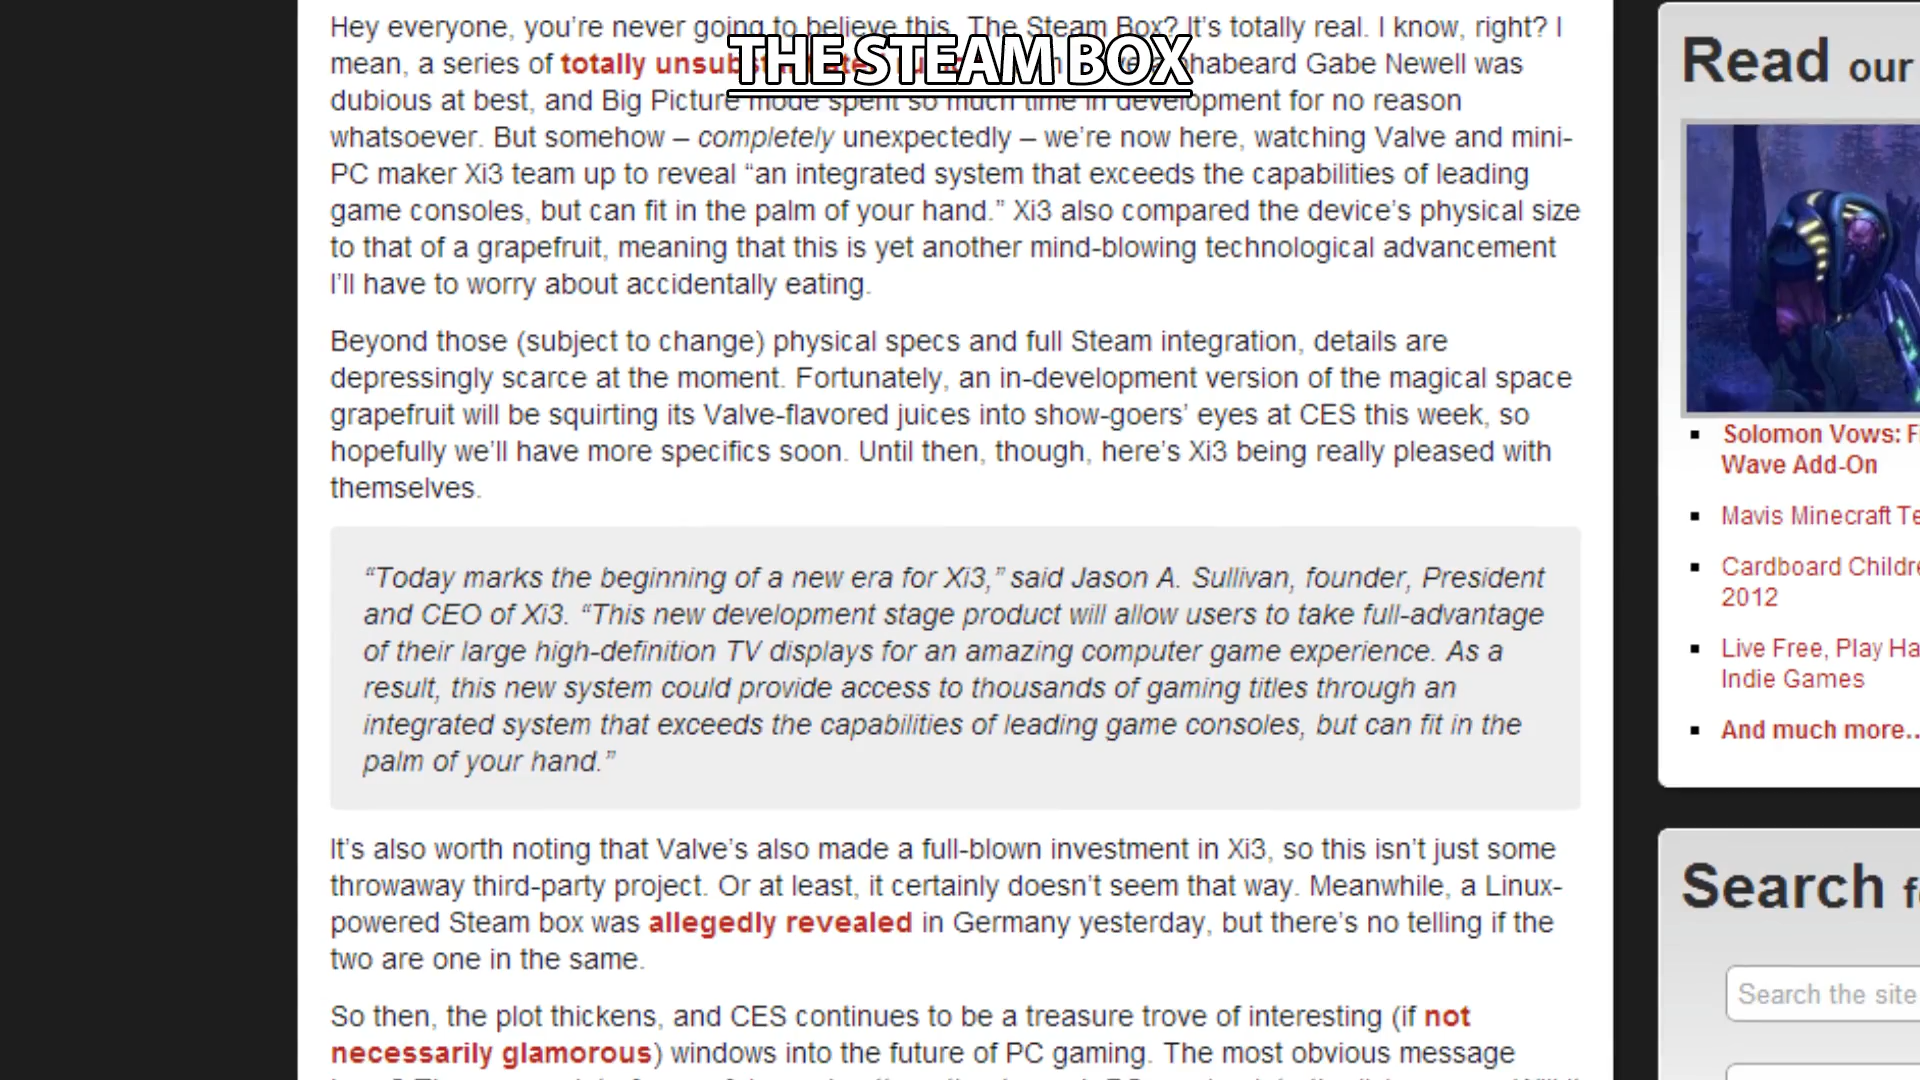 Hey everyone, you're never going to believe this. The Steam Box? It's totally real. I know, right? I
THE STEAM BOX
mean, a series of totally habeard Gabe Newell was
dubious at best, and Big Picture mode spent so much time in development for no reason
whatsoever. But somehow – completely unexpectedly – we're now here, watching Valve and mini-
PC maker Xi3 team up to reveal “an integrated system that exceeds the capabilities of leading
game consoles, but can fit in the palm of your hand.” Xi3 also compared the device's physical size
to that of a grapefruit, meaning that this is yet another mind-blowing technological advancement
I'll have to worry about accidentally eating.
Beyond those (subject to change) physical specs and full Steam integration, details are
depressingly scarce at the moment. Fortunately, an in-development version of the magical space
grapefruit will be squirting its Valve-flavored juices into show-goers' eyes at CES this week, so
hopefully we'll have more specifics soon. Until then, though, here's Xi3 being really pleased with
themselves.
“Today marks the beginning of a new era for Xi3,” said Jason A. Sullivan, founder, President
and CEO of Xi3. “This new development stage product will allow users to take full-advantage
of their large high-definition TV displays for an amazing computer game experience. As a
result, this new system could provide access to thousands of gaming titles through an
integrated system that exceeds the capabilities of leading game consoles, but can fit in the
palm of your hand.”
It's also worth noting that Valve's also made a full-blown investment in Xi3, so this isn't just some
throwaway third-party project. Or at least, it certainly doesn't seem that way. Meanwhile, a Linux-
powered Steam box was allegedly revealed in Germany yesterday, but there's no telling if the
two are one in the same.
So then, the plot thickens, and CES continues to be a treasure trove of interesting (if not
necessarily glamorous) windows into the future of PC gaming. The most obvious message
Read our
Solomon Vows: Fi
Wave Add-On
Mavis Minecraft Te
Cardboard Childre
2012
Live Free, Play Ha
Indie Games
And much more..
Search f
Search the site